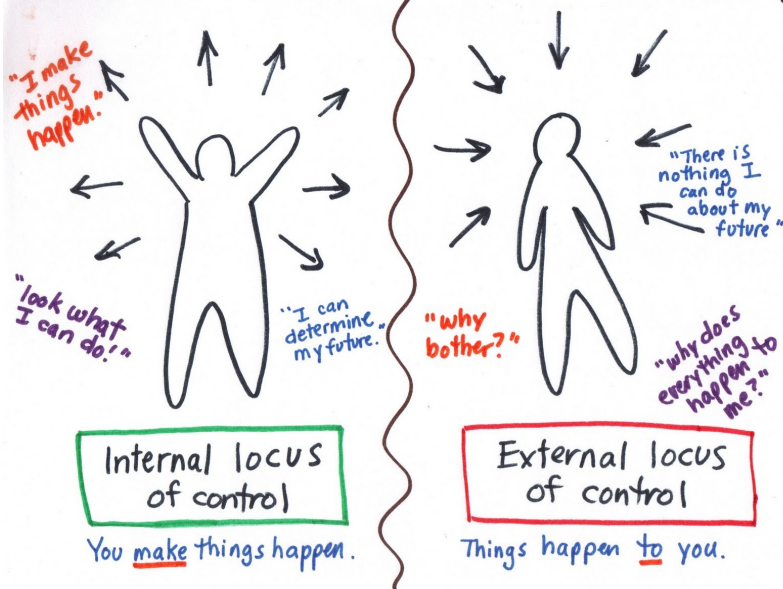 "I make
things
happen."
"look what
I can do!"
"I can
determine
my future."
Internal locus
of control
You make things happen.
"There is
nothing I
can do
about my
future"
"why
bother?"
"why does
everything
happen to
me?"
External locus
of control
Things happen to you.